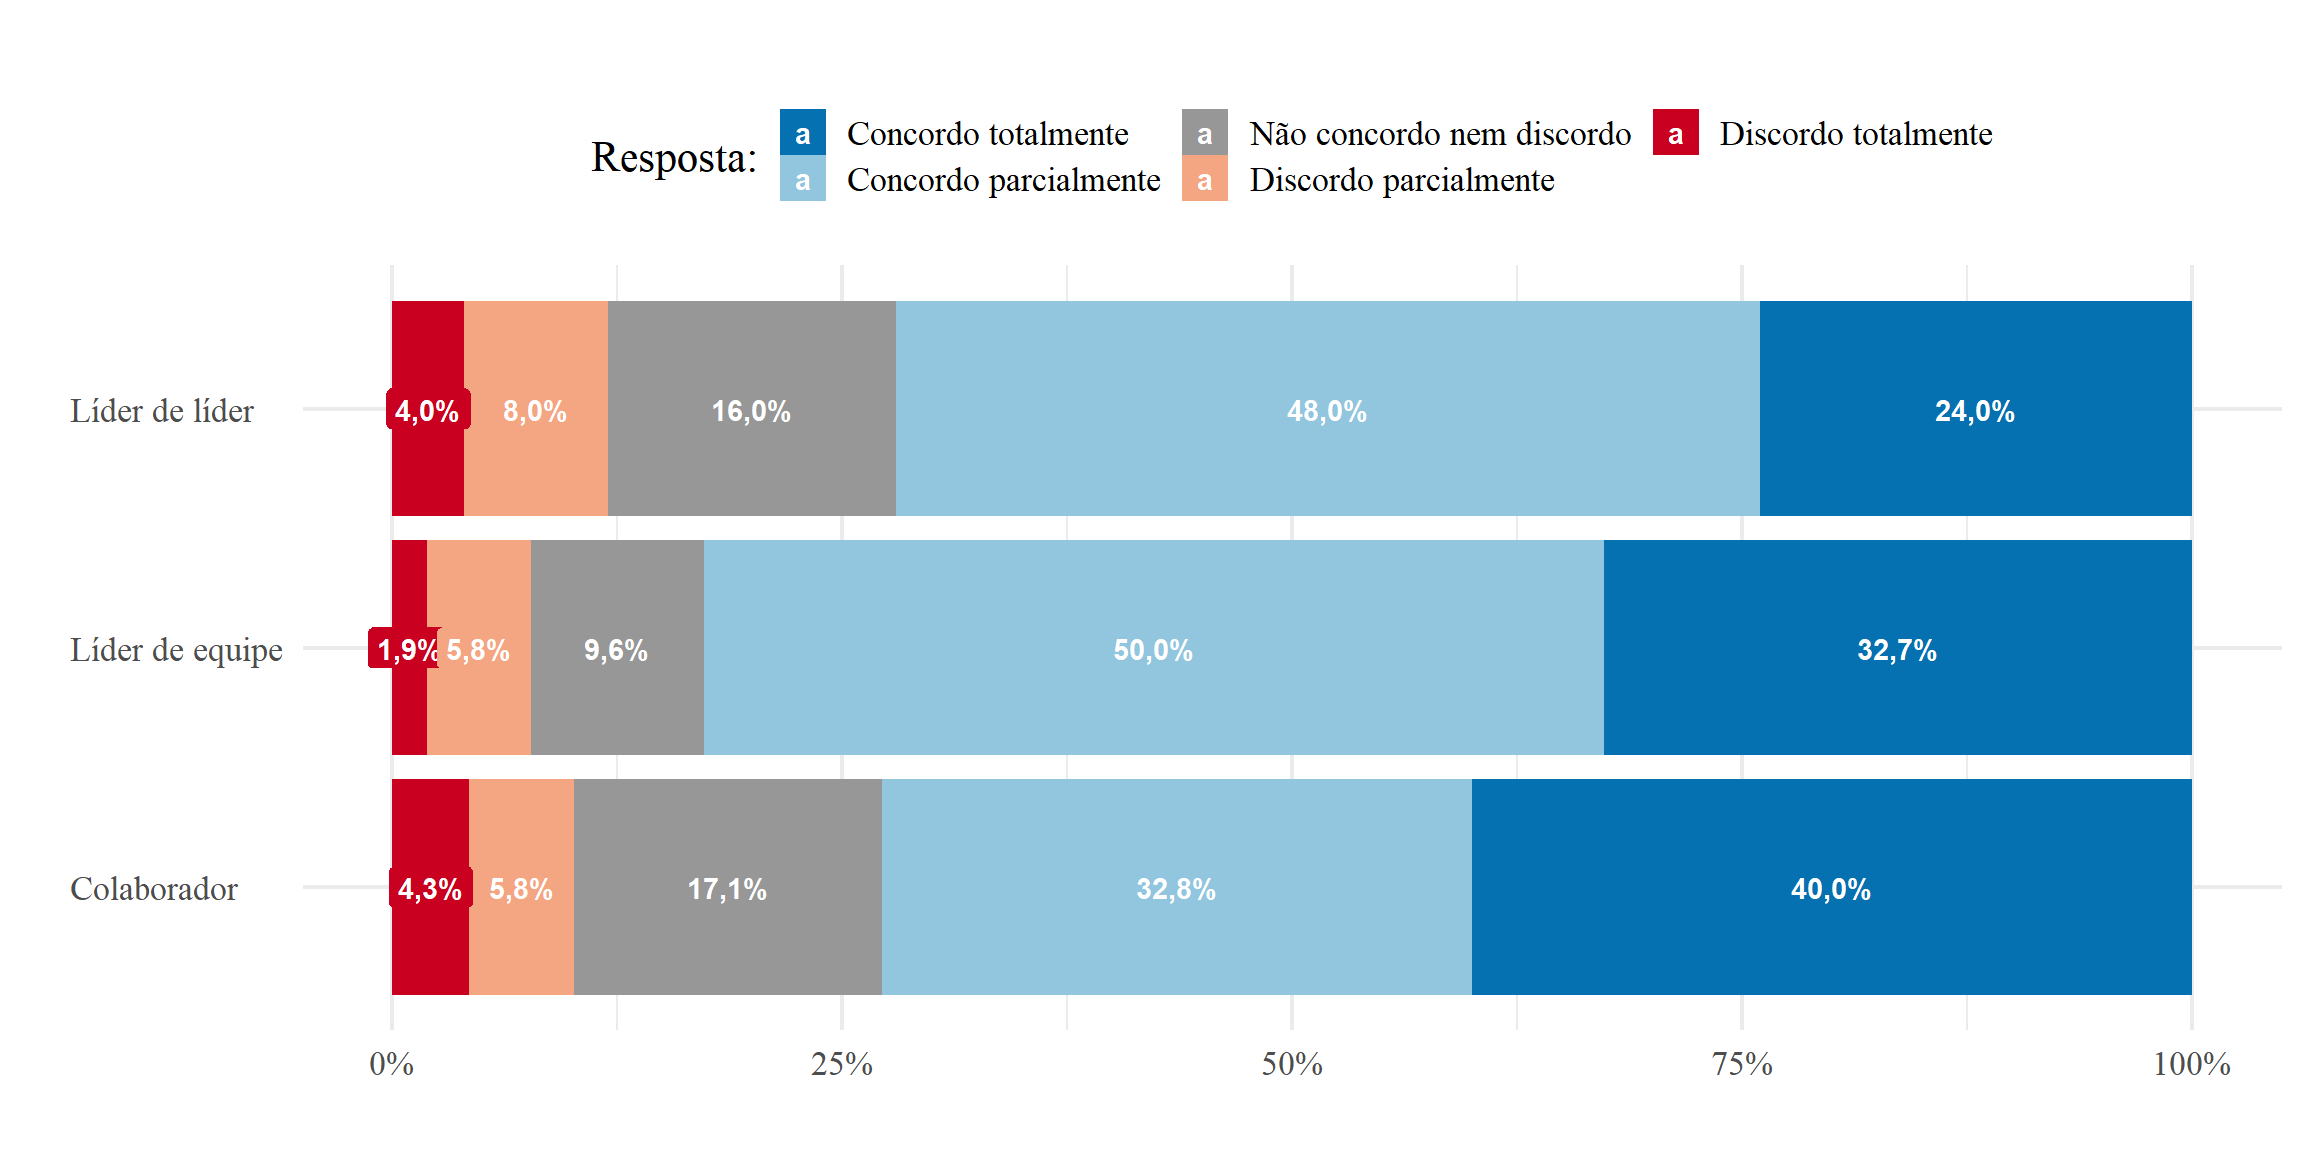 Resposta:
a Concordo totalmente a Não concordo nem discordo a Discordo totalmente
a Concordo parcialmente a Discordo parcialmente
Líder de líder 4,0% 8,0% 16,0% 48,0% 24,0%
Líder de equipe 1,9% 5,8% 9,6% 50,0% 32,7%
Colaborador 4,3% 5,8% 17,1% 32,8% 40,0%
0% 25% 50% 75% 100%